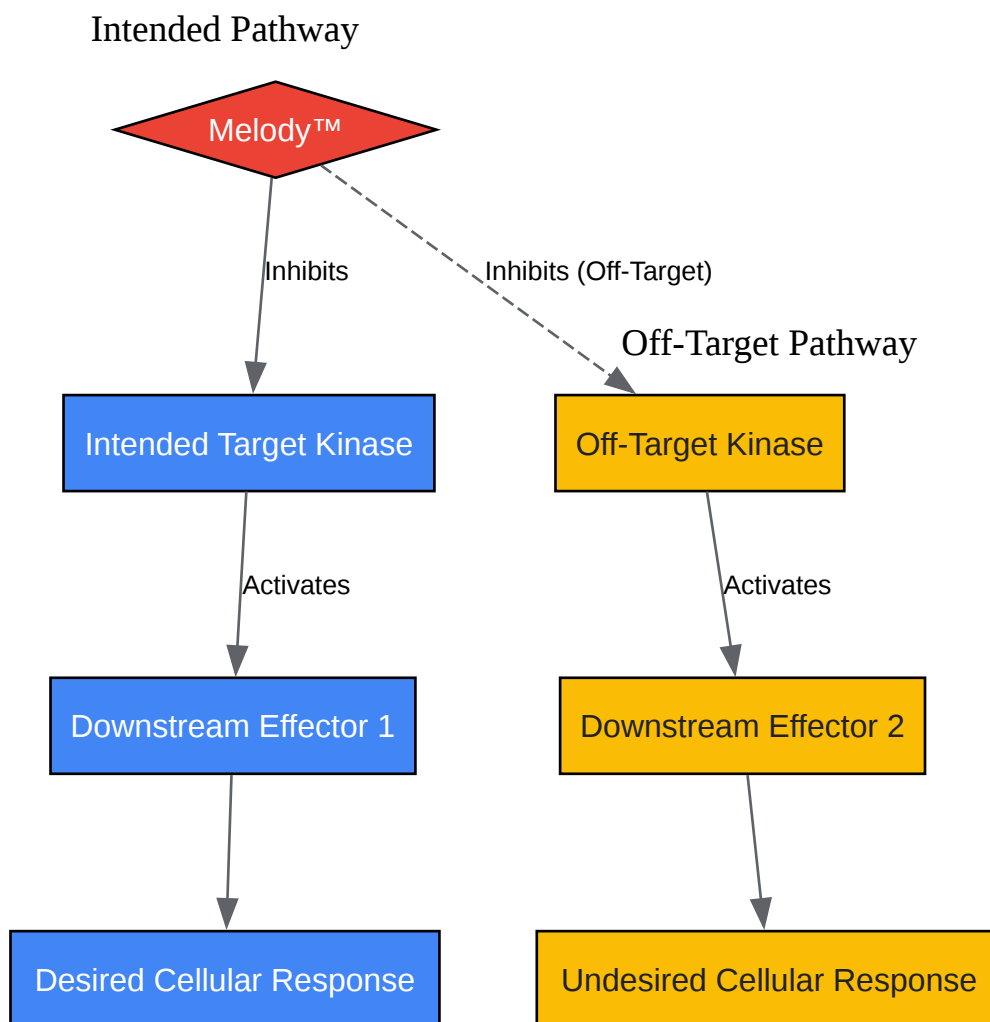 Intended Pathway
Melody™
Inhibits
Inhibits (Off-Target)
Off-Target Pathway
Intended Target Kinase
Off-Target Kinase
Activates
Activates
Downstream Effector 1
Downstream Effector 2
Desired Cellular Response
Undesired Cellular Response